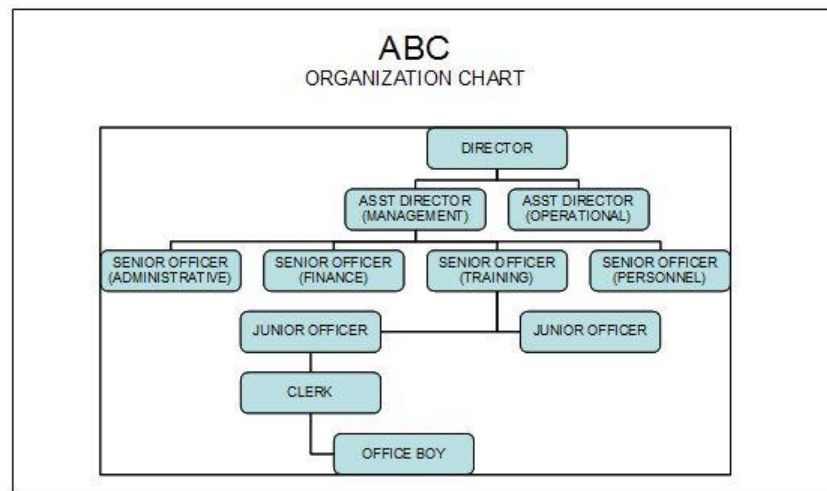 ABC
ORGANIZATION CHART
DIRECTOR
ASST DIRECTOR
(MANAGEMENT)
ASST DIRECTOR
(OPERATIONAL)
SENIOR OFFICER
(ADMINISTRATIVE)
SENIOR OFFICER
(FINANCE)
SENIOR OFFICER
(TRAINING)
SENIOR OFFICER
(PERSONNEL)
JUNIOR OFFICER
JUNIOR OFFICER
CLERK
OFFICE BOY